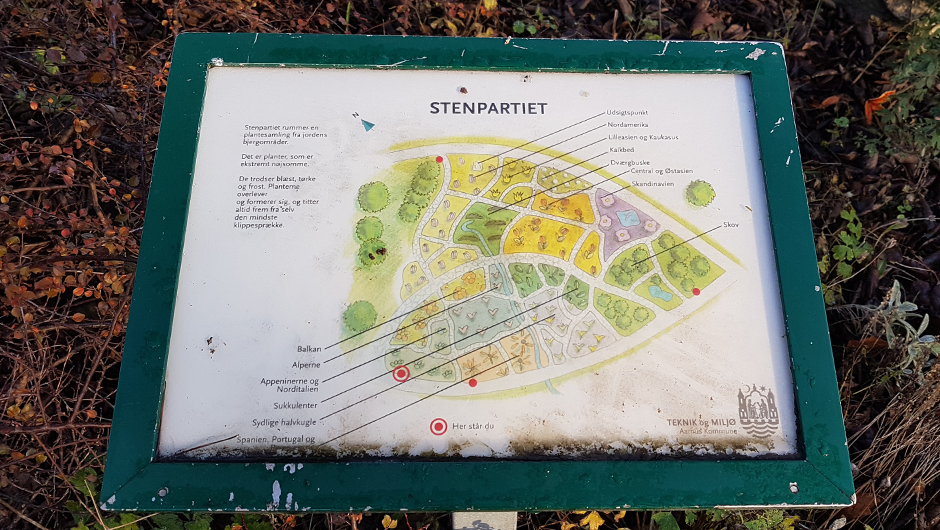 STENPARTIET
N
Stenpartiet rummer en
plantesamling fra jordens
bjergområder.
Det er planter, som er
ekstremt nøjsomme.
De trodser blæst, tørke
og frost. Planterne
overlever
og formerer sig, og titter
altid frem fra selv
den mindste
klippesprække.
Udsigtspunkt
Nordamerika
Lilleasien og Kaukasus
Kalkbed
Dværgbuske
Central og Østasien
Skandinavien
Skov
Balkan
Alperne
Appeninerne og
Norditalien
Sukkulenter
Sydlige halvkugle
Spanien, Portugal og
Her står du
TEKNIK og MILJØ
Aarhus Kommune